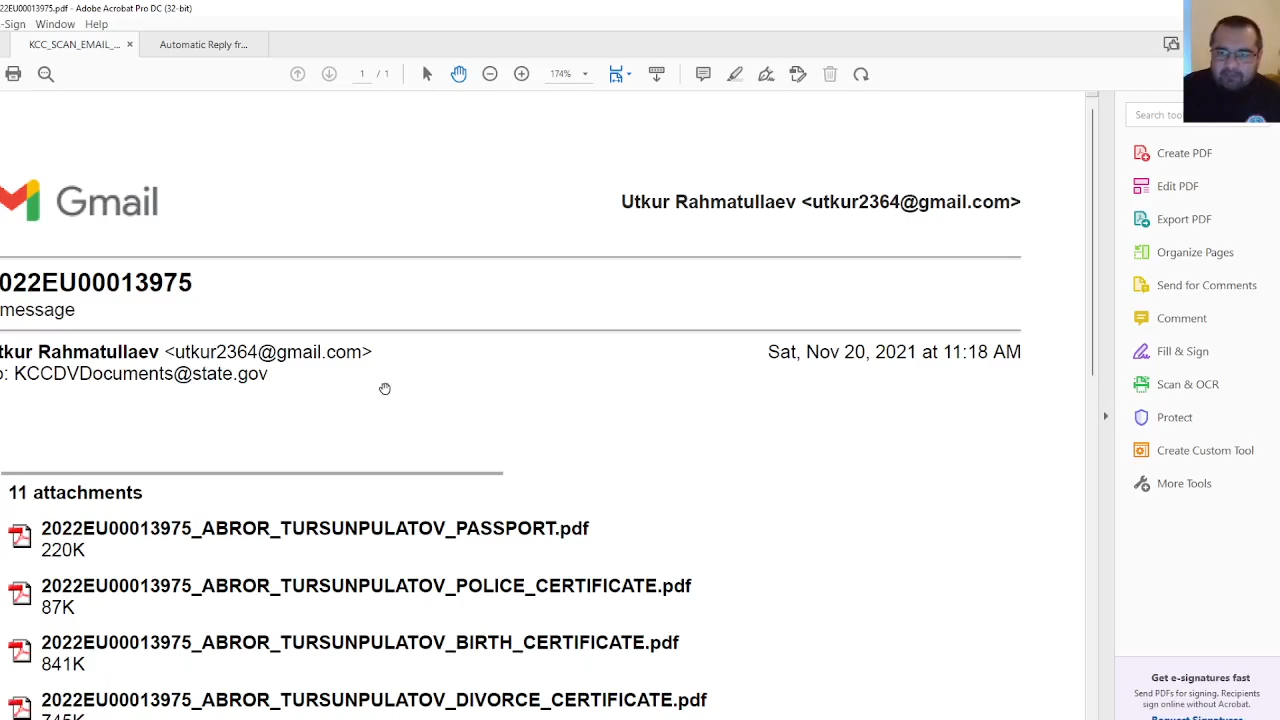 22EU00013975.pdf - Adobe Acrobat Pro DC (32-bit)
-Sign Window Help
KCC_SCAN_EMAIL_... × Automatic Reply fr...
1 / 1 174%
Search
Create PDF
Edit PDF
Export PDF
Organize Pages
Send for Comments
Comment
Fill & Sign
Scan & OCR
Protect
Create Custom Tool
More Tools
Get e-signatures fast
Send PDFs for signing. Recipients
sign online without Acrobat.
Request Signatures
Gmail
Utkur Rahmatullaev <utkur2364@gmail.com>
022EU00013975
message
tkur Rahmatullaev <utkur2364@gmail.com>
Sat, Nov 20, 2021 at 11:18 AM
o: KCCDVDocuments@state.gov
11 attachments
2022EU00013975_ABROR_TURSUNPULATOV_PASSPORT.pdf
220K
2022EU00013975_ABROR_TURSUNPULATOV_POLICE_CERTIFICATE.pdf
87K
2022EU00013975_ABROR_TURSUNPULATOV_BIRTH_CERTIFICATE.pdf
841K
2022EU00013975_ABROR_TURSUNPULATOV_DIVORCE_CERTIFICATE.pdf
745K